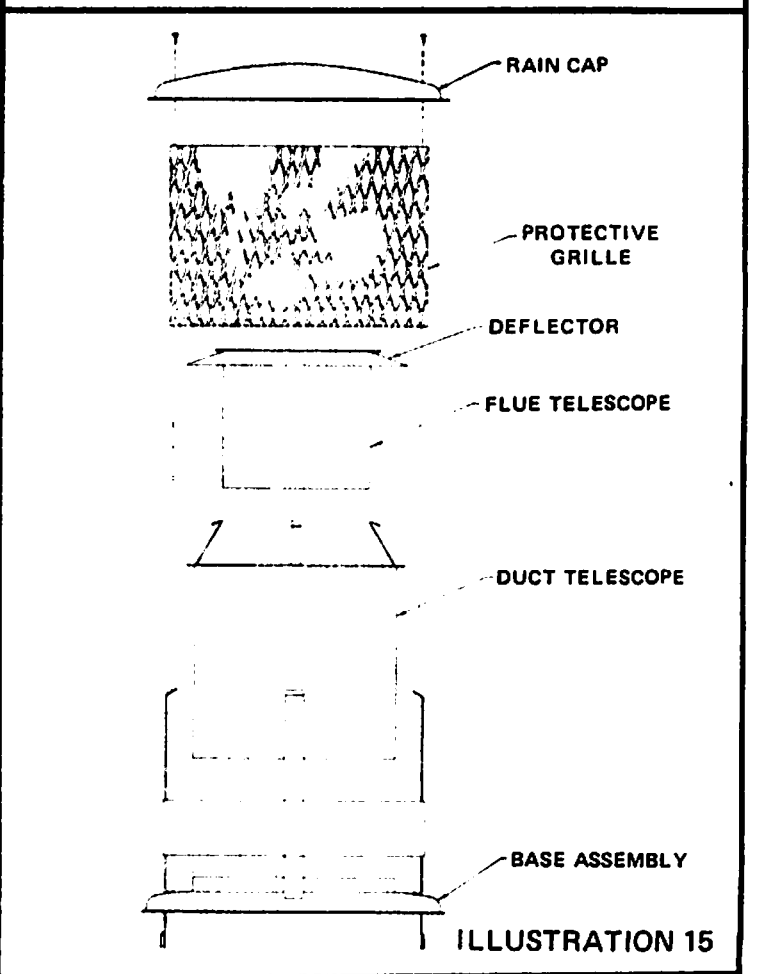 RAIN CAP
PROTECTIVE
GRILLE
DEFLECTOR
FLUE TELESCOPE
DUCT TELESCOPE
BASE ASSEMBLY
ILLUSTRATION 15